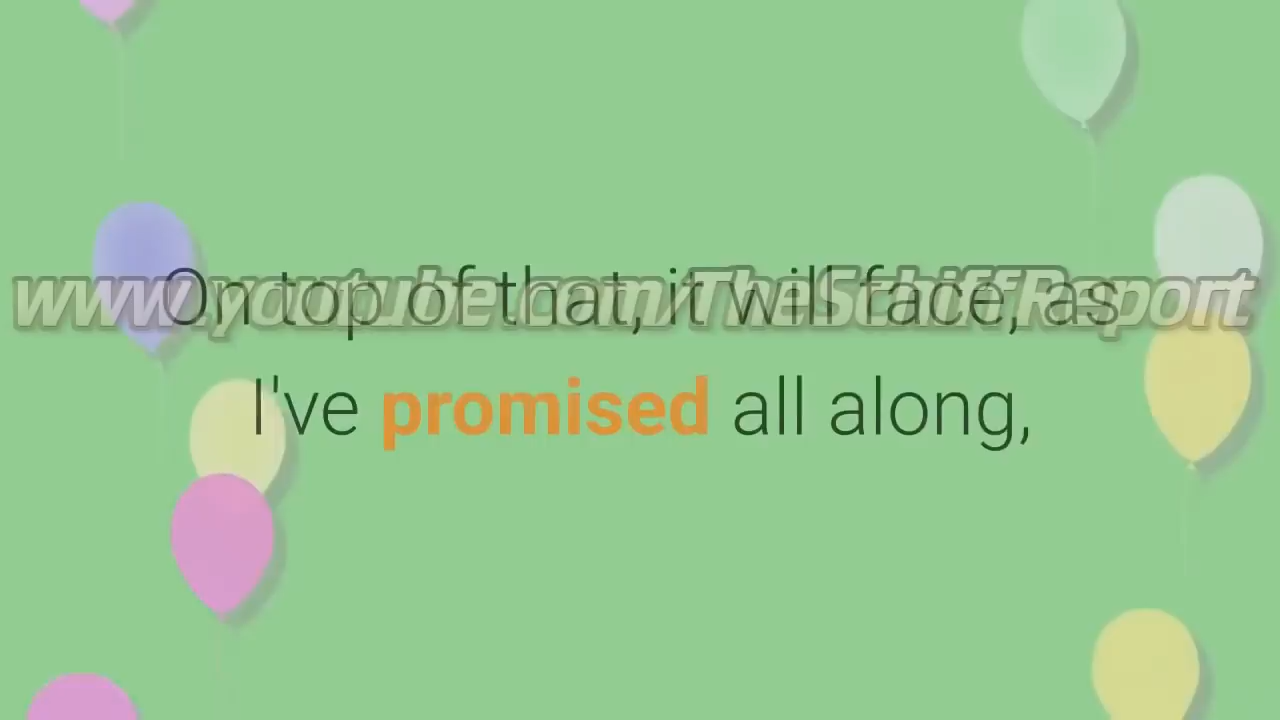 www.youtube.com/TheSchiffReport
On top of that, it will face, as
I've promised all along,